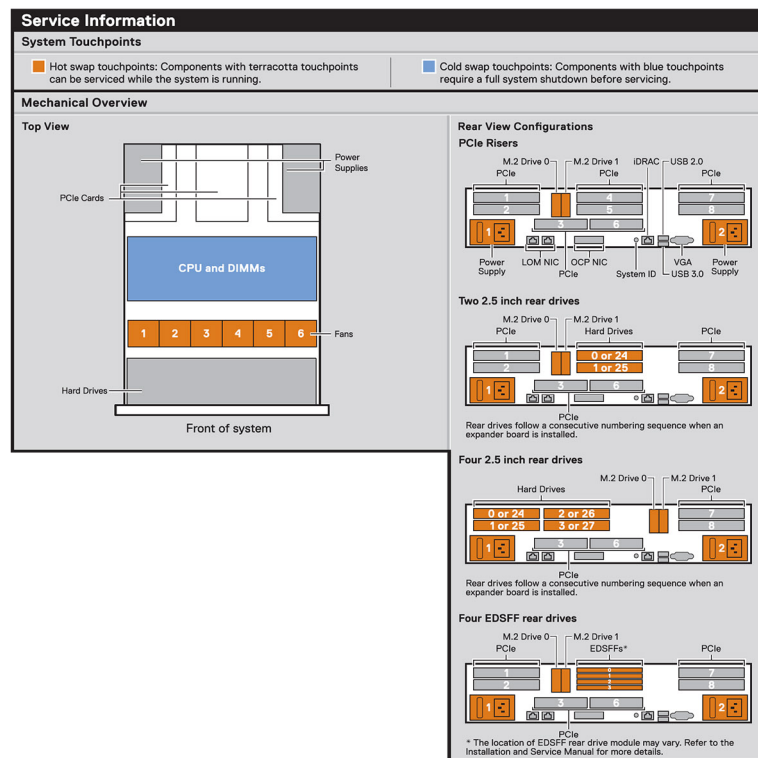 Service Information
System Touchpoints
Hot swap touchpoints: Components with terracotta touchpoints
can be serviced while the system is running.
Cold swap touchpoints: Components with blue touchpoints
require a full system shutdown before servicing.
Mechanical Overview
Top View
Power
Supplies
PCIe Cards
CPU and DIMMs
1 2 3 4 5 6
Fans
Hard Drives
Front of system
Rear View Configurations
PCIe Risers
M.2 Drive 0 M.2 Drive 1 iDRAC USB 2.0
PCIe PCIe PCIe
1 4 7
2 5 8
1 3 6 2
Power
Supply
LOM NIC OCP NIC
PCIe
System ID
VGA
USB 3.0
Power
Supply
Two 2.5 inch rear drives
M.2 Drive 0 M.2 Drive 1
PCIe Hard Drives PCIe
1 0 or 24 7
2 1 or 25 8
1 3 6 2
PCIe
Rear drives follow a consecutive numbering sequence when an
expander board is installed.
Four 2.5 inch rear drives
M.2 Drive 0 M.2 Drive 1
Hard Drives PCIe
0 or 24 2 or 26 7
1 or 25 3 or 27 8
1 3 6 2
PCIe
Rear drives follow a consecutive numbering sequence when an
expander board is installed.
Four EDSFF rear drives
M.2 Drive 0 M.2 Drive 1
PCIe EDSFFs* PCIe
0
1 1 7
2
2 3 8
1 3 6 2
PCIe
* The location of EDSFF rear drive module may vary. Refer to the
Installation and Service Manual for more details.